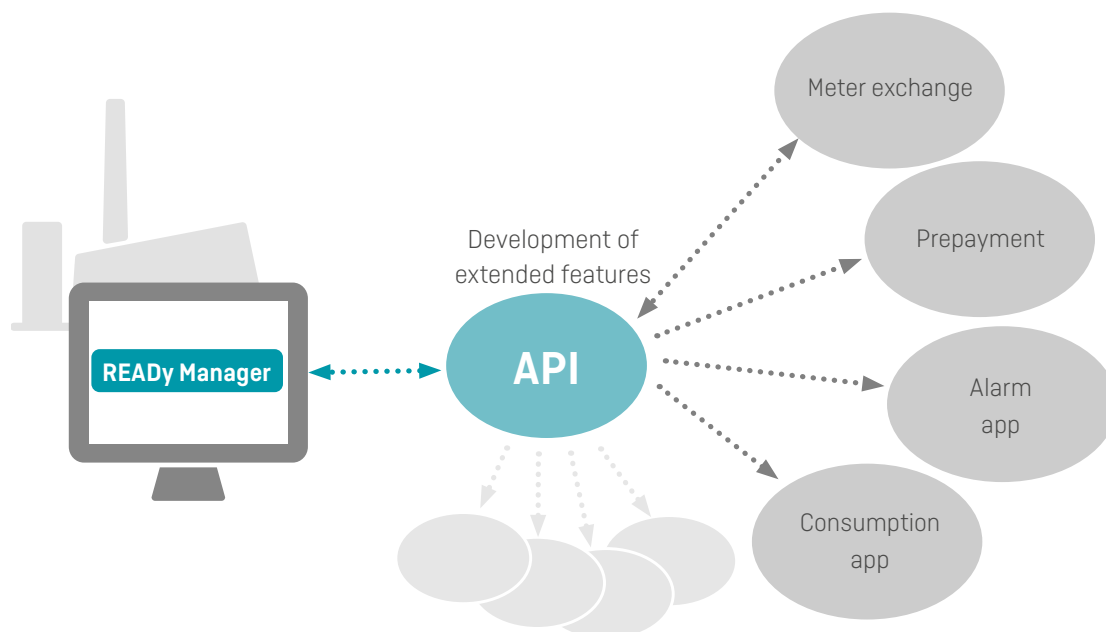 Meter exchange
Prepayment
Development of
extended features
READy Manager
API
Alarm
app
Consumption
app